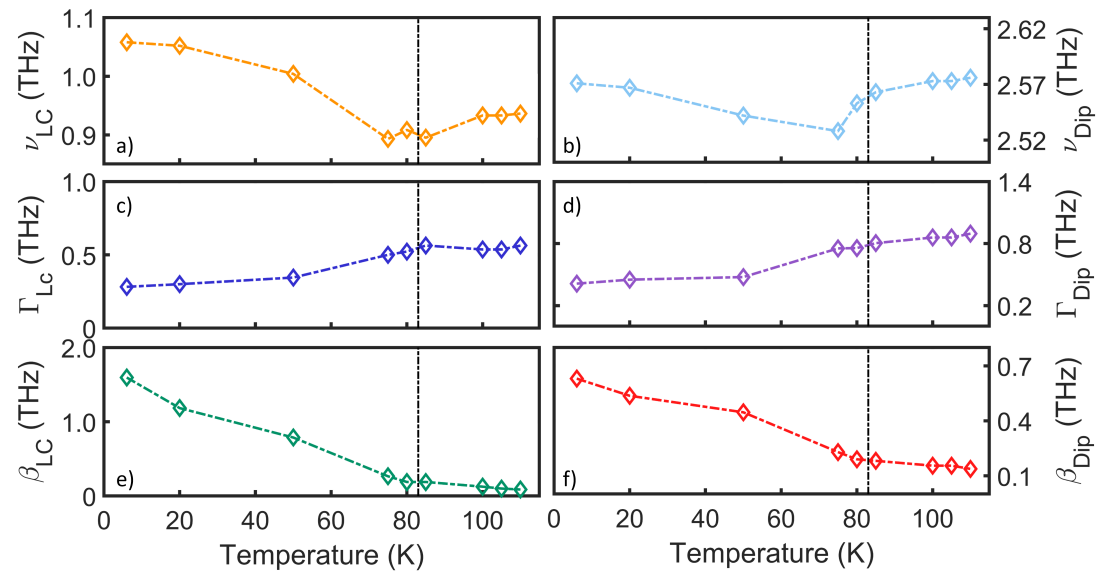 1.1
1.0
0.9
ν_LC (THz)
a)
2.62
2.57
2.52
ν_Dip (THz)
b)
1.0
0.5
0
Γ_Lc (THz)
c)
1.4
0.8
0.2
Γ_Dip (THz)
d)
2.0
1.0
0
β_LC (THz)
e)
0.7
0.4
0.1
β_Dip (THz)
f)
0 20 40 60 80 100
Temperature (K)
0 20 40 60 80 100
Temperature (K)